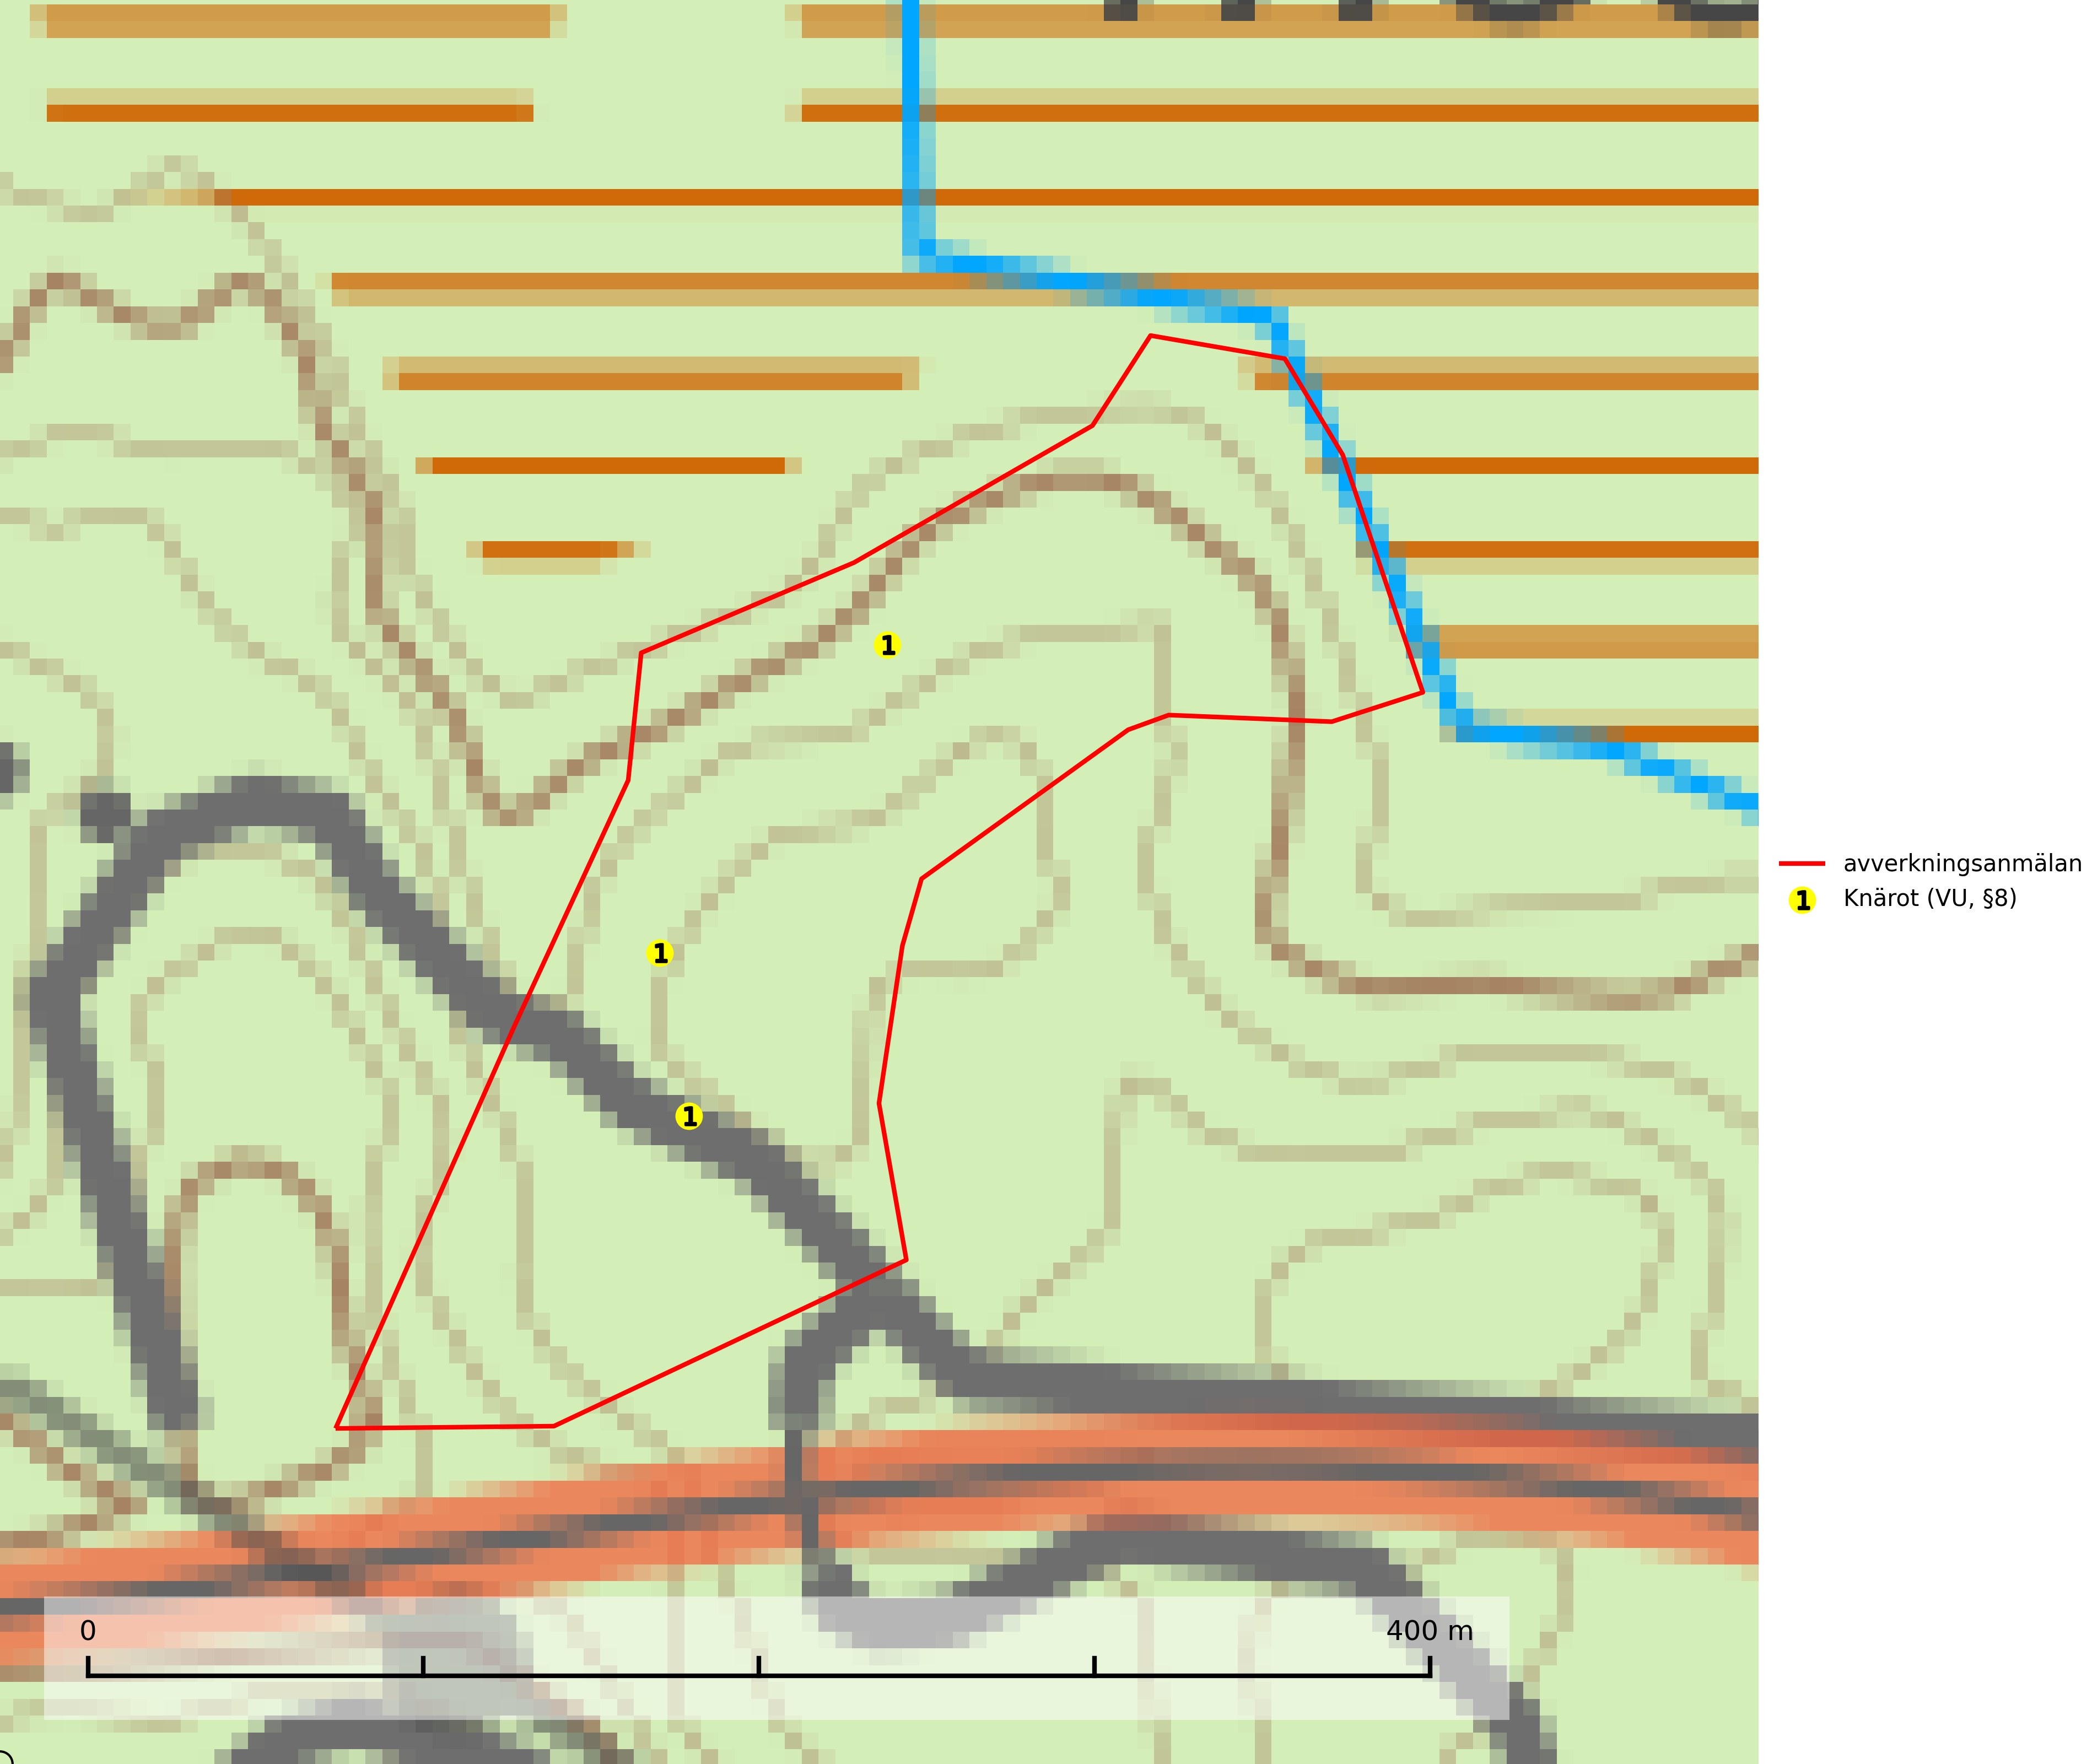 1
1
1
avverkningsanmälan
1 Knärot (VU, §8)
0 400 m